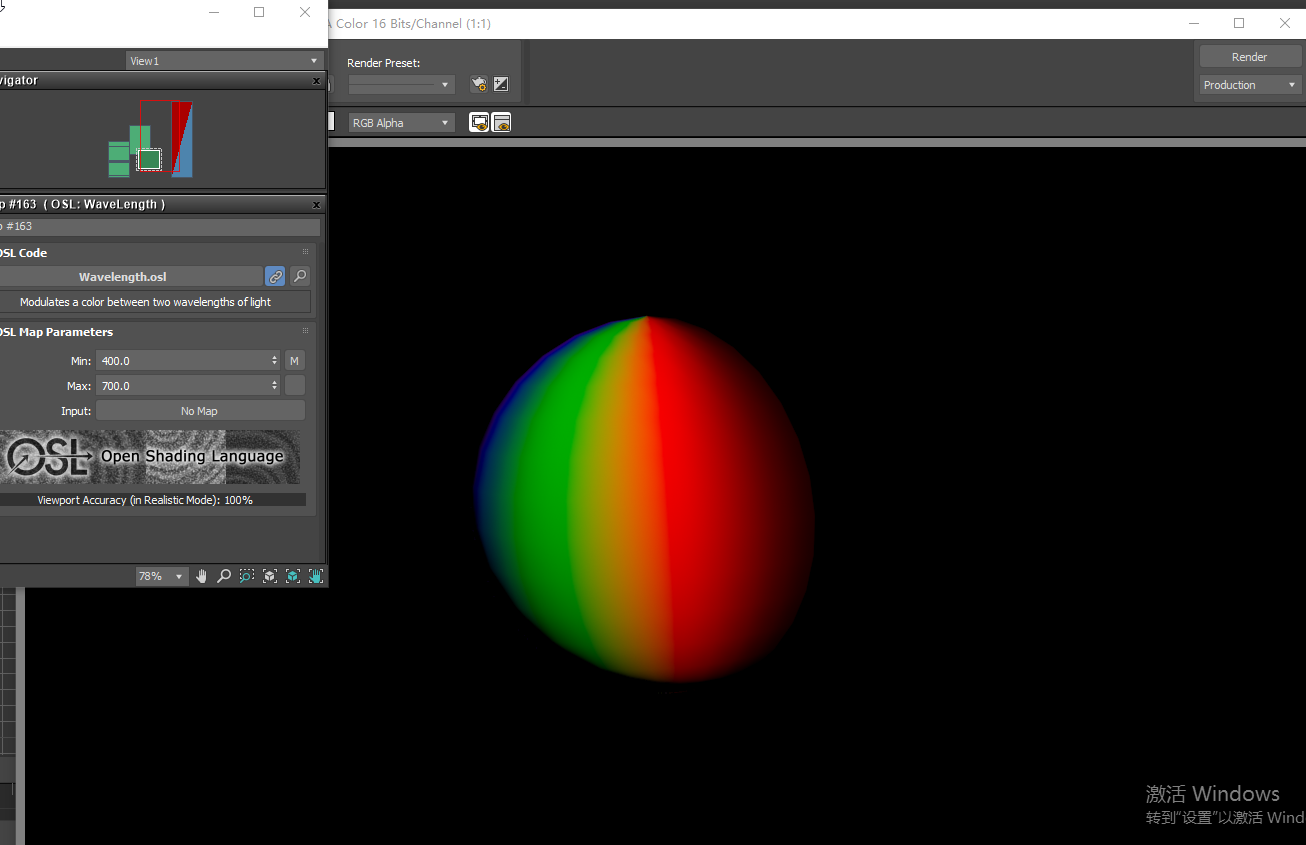 A Color 16 Bits/Channel (1:1)
View1
Render Preset:
Render
Production
vigator
RGB Alpha
p #163 ( OSL: WaveLength )
p #163
OSL Code
Wavelength.osl
Modulates a color between two wavelengths of light
OSL Map Parameters
Min: 400.0 M
Max: 700.0
Input: No Map
OSL Open Shading Language
Viewport Accuracy (in Realistic Mode): 100%
78%
激活 Windows
转到"设置"以激活 Wind